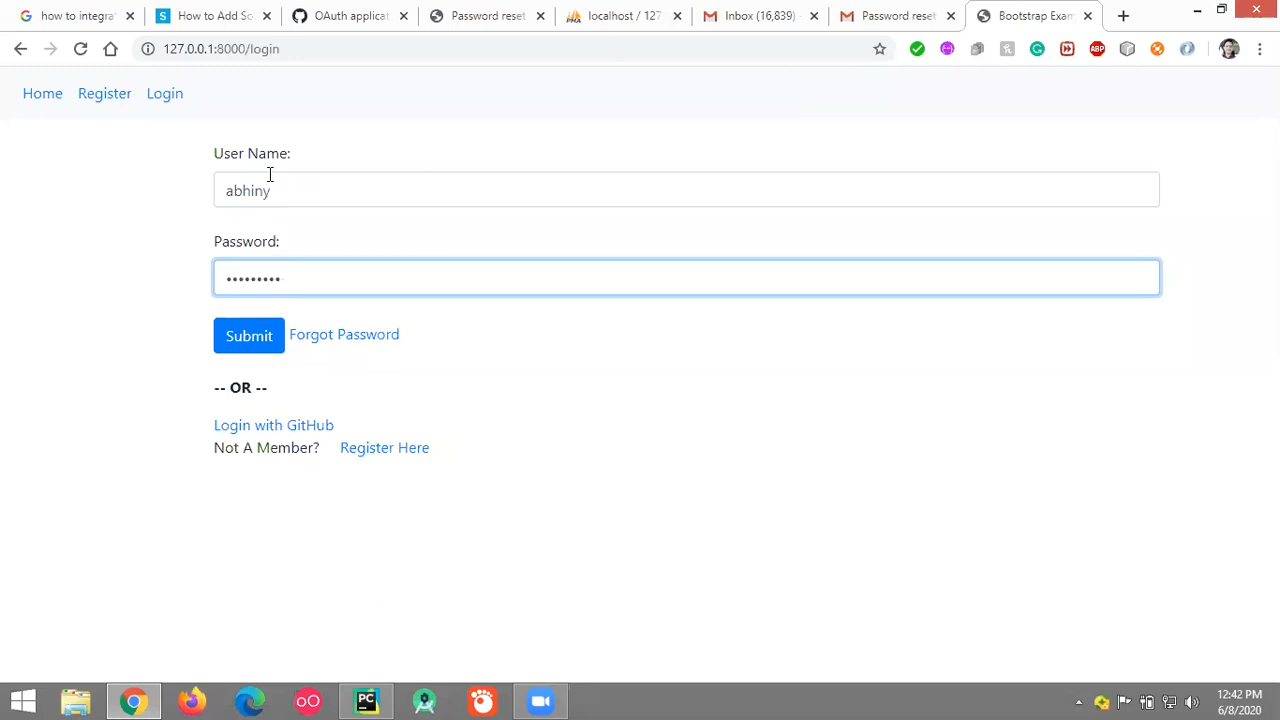 how to integrat
How to Add So
OAuth applicat
Password reset
localhost / 127
Inbox (16,839) -
Password reset
Bootstrap Exam
127.0.0.1:8000/login
Home Register Login
User Name:
abhiny
Password:
•••••••••
Submit Forgot Password
-- OR --
Login with GitHub
Not A Member? Register Here
12:42 PM
6/8/2020